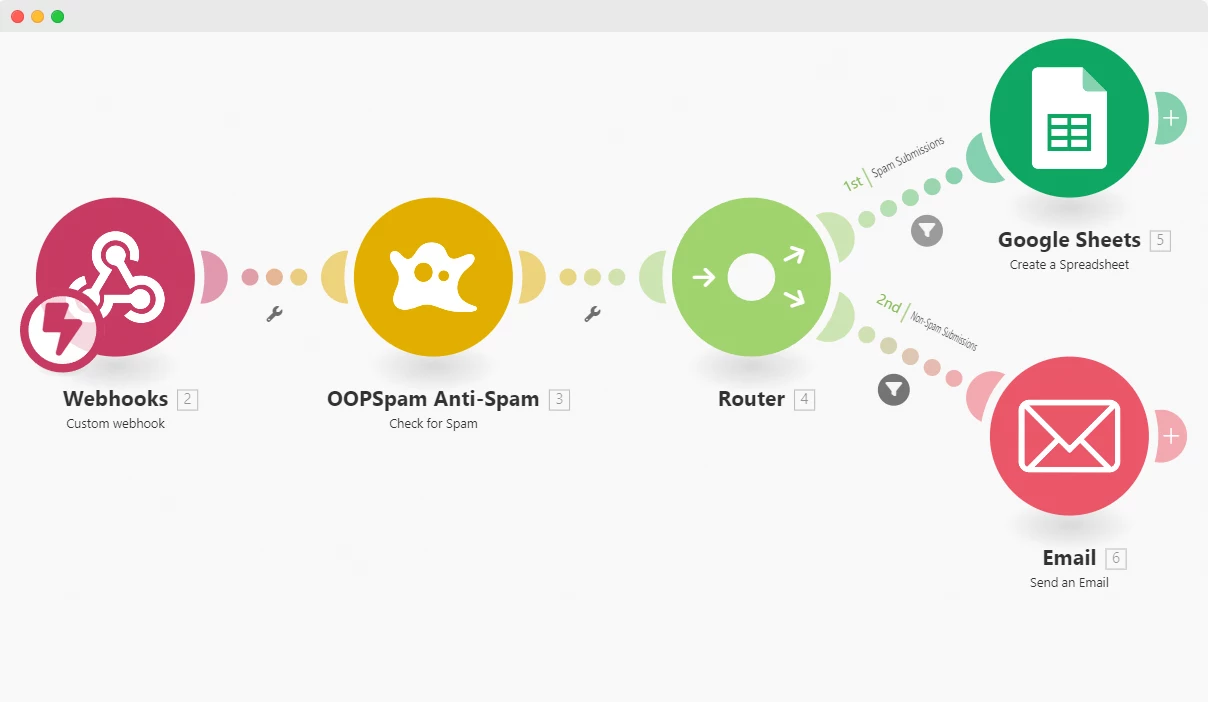 Webhooks 2
Custom webhook
OOPSpam Anti-Spam 3
Check for Spam
Router 4
1st Spam Submissions
2nd Non-Spam Submissions
Google Sheets 5
Create a Spreadsheet
Email 6
Send an Email